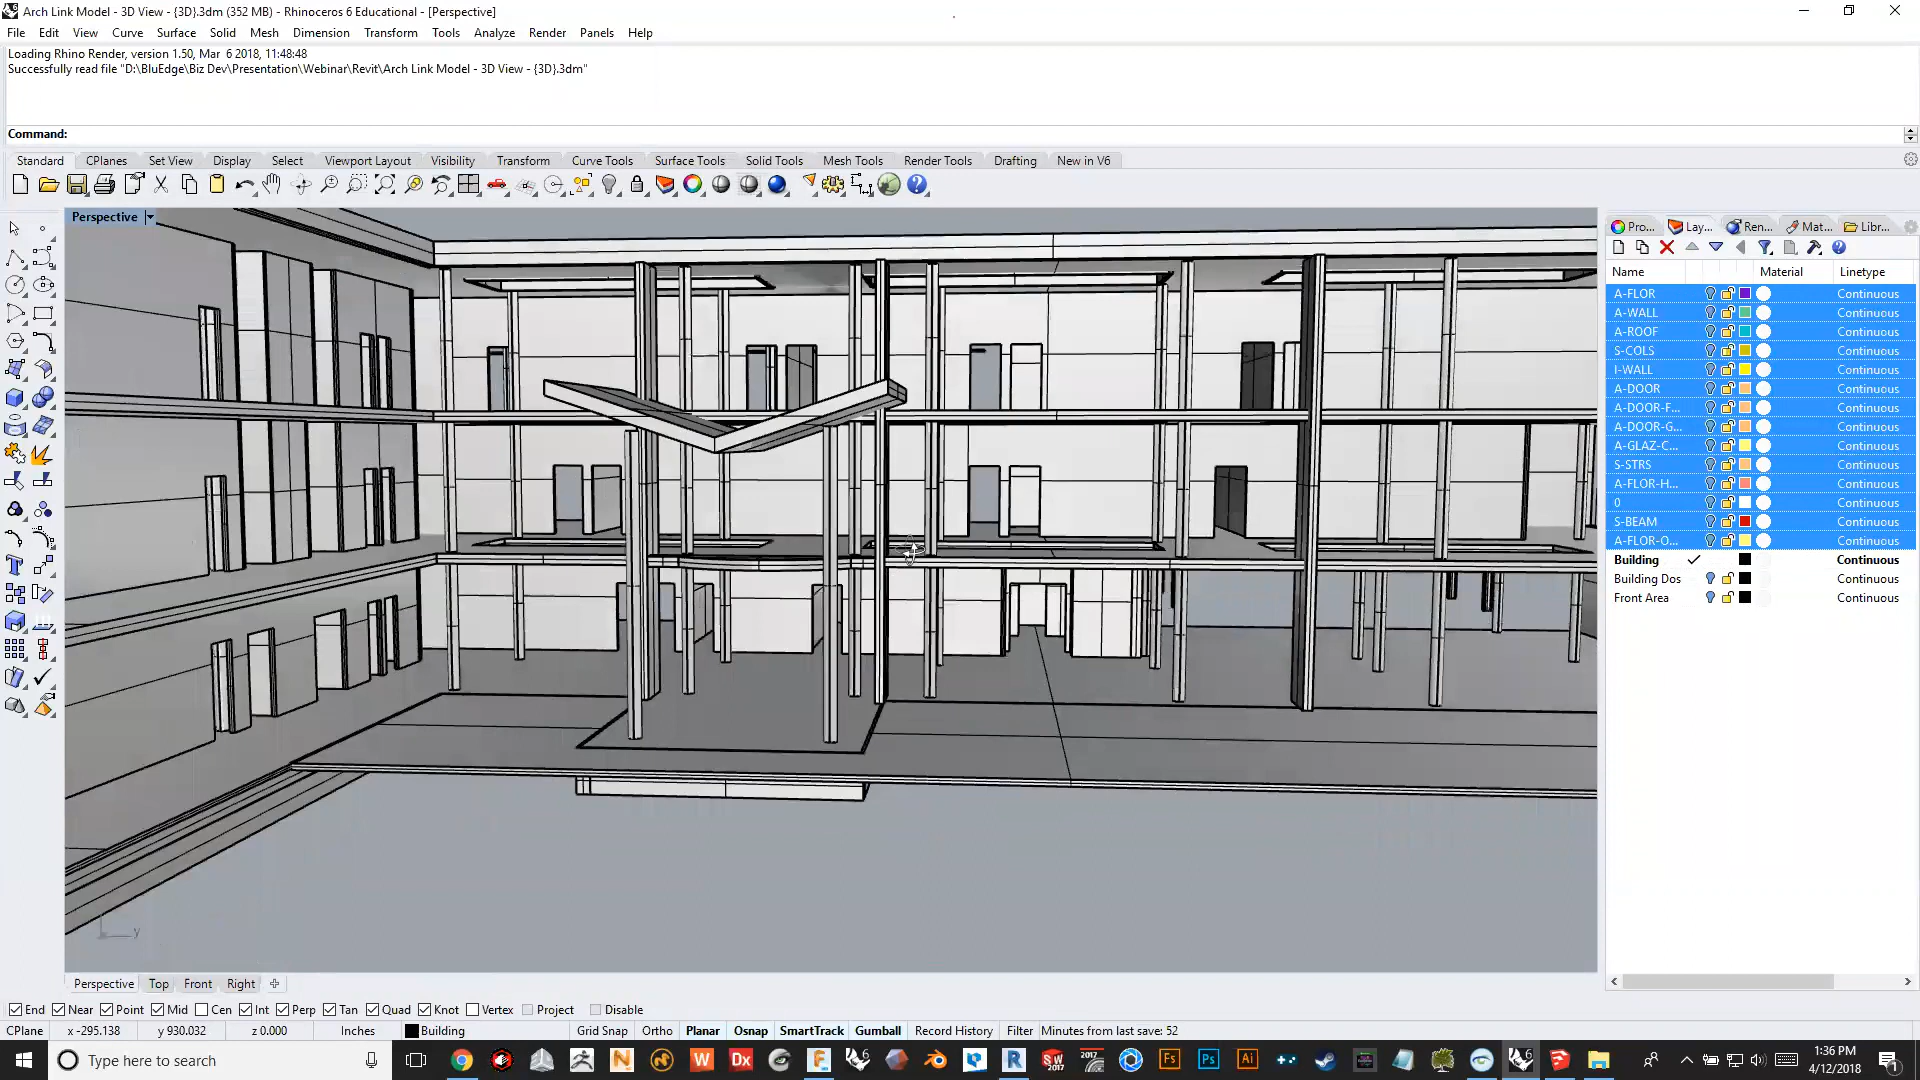 Arch Link Model - 3D View - {3D}.3dm (352 MB) - Rhinoceros 6 Educational - [Perspective]
File Edit View Curve Surface Solid Mesh Dimension Transform Tools Analyze Render Panels Help
Loading Rhino Render, version 1.50, Mar 6 2018, 11:48:48
Successfully read file "D:\BluEdge\Biz Dev\Presentation\Webinar\Revit\Arch Link Model - 3D View - {3D}.3dm"
Command:
Standard CPlanes Set View Display Select Viewport Layout Visibility Transform Curve Tools Surface Tools Solid Tools Mesh Tools Render Tools Drafting New in V6
Perspective
Pro... Lay... Ren... Mat... Libr...
Name Material Linetype
A-FLOR Continuous
A-WALL Continuous
A-ROOF Continuous
S-COLS Continuous
I-WALL Continuous
A-DOOR Continuous
A-DOOR-F... Continuous
A-DOOR-G... Continuous
A-GLAZ-C... Continuous
S-STRS Continuous
A-FLOR-H... Continuous
0 Continuous
S-BEAM Continuous
A-FLOR-O... Continuous
Building Continuous
Building Dos Continuous
Front Area Continuous
y
Perspective Top Front Right
End Near Point Mid Cen Int Perp Tan Quad Knot Vertex Project Disable
CPlane x -295.138 y 930.032 z 0.000 Inches Building Grid Snap Ortho Planar Osnap SmartTrack Gumball Record History Filter Minutes from last save: 52
Type here to search
W Dx F R SW 2017 2017 Fs Ps Ai
1:36 PM
4/12/2018
1